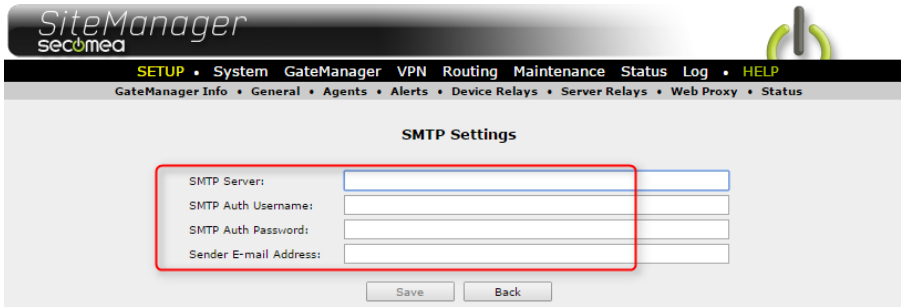 SiteManager
secomea
SETUP • System GateManager VPN Routing Maintenance Status Log • HELP
GateManager Info • General • Agents • Alerts • Device Relays • Server Relays • Web Proxy • Status
SMTP Settings
SMTP Server:
SMTP Auth Username:
SMTP Auth Password:
Sender E-mail Address:
Save Back